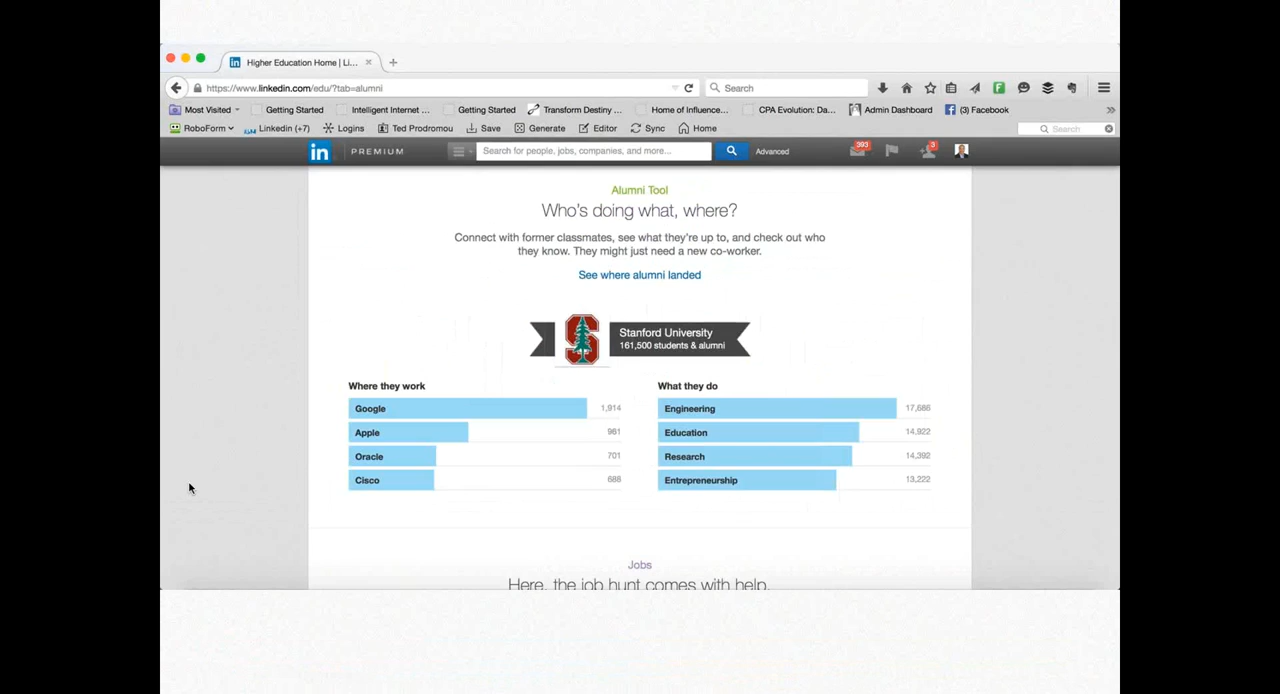 Higher Education Home | Li...
https://www.linkedin.com/edu/?tab=alumni
Search
Most Visited
Getting Started
Intelligent Internet ...
Getting Started
Transform Destiny ...
Home of Influence...
CPA Evolution: Da...
Admin Dashboard
(3) Facebook
RoboForm
Linkedin (+7)
Logins
Ted Prodromou
Save
Generate
Editor
Sync
Home
Search
in
PREMIUM
Search for people, jobs, companies, and more...
Advanced
393
3
Alumni Tool
Who's doing what, where?
Connect with former classmates, see what they're up to, and check out who
they know. They might just need a new co-worker.
See where alumni landed
Stanford University
161,500 students & alumni
Where they work
Google 1,914
Apple 981
Oracle 701
Cisco 688
What they do
Engineering 17,686
Education 14,922
Research 14,392
Entrepreneurship 13,222
Jobs
Here, the job hunt comes with help.